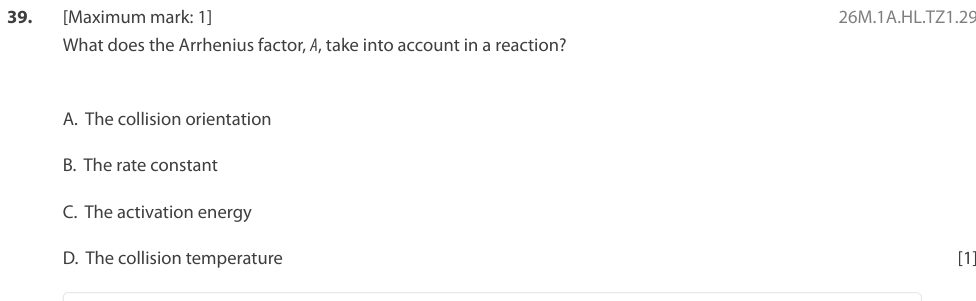 39. [Maximum mark: 1] 26M.1A.HL.TZ1.29
What does the Arrhenius factor, A, take into account in a reaction?
A. The collision orientation
B. The rate constant
C. The activation energy
D. The collision temperature [1]